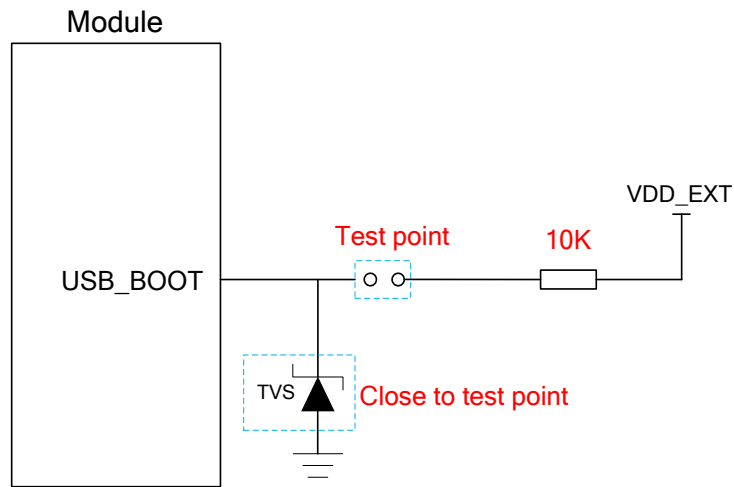 Module
VDD_EXT
Test point
10K
USB_BOOT
TVS
Close to test point